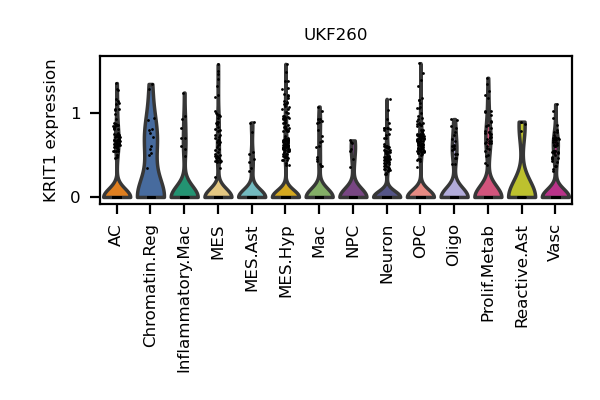 UKF260
KRIT1 expression
1
0
AC
Chromatin.Reg
Inflammatory.Mac
MES
MES.Ast
MES.Hyp
Mac
NPC
Neuron
OPC
Oligo
Prolif.Metab
Reactive.Ast
Vasc